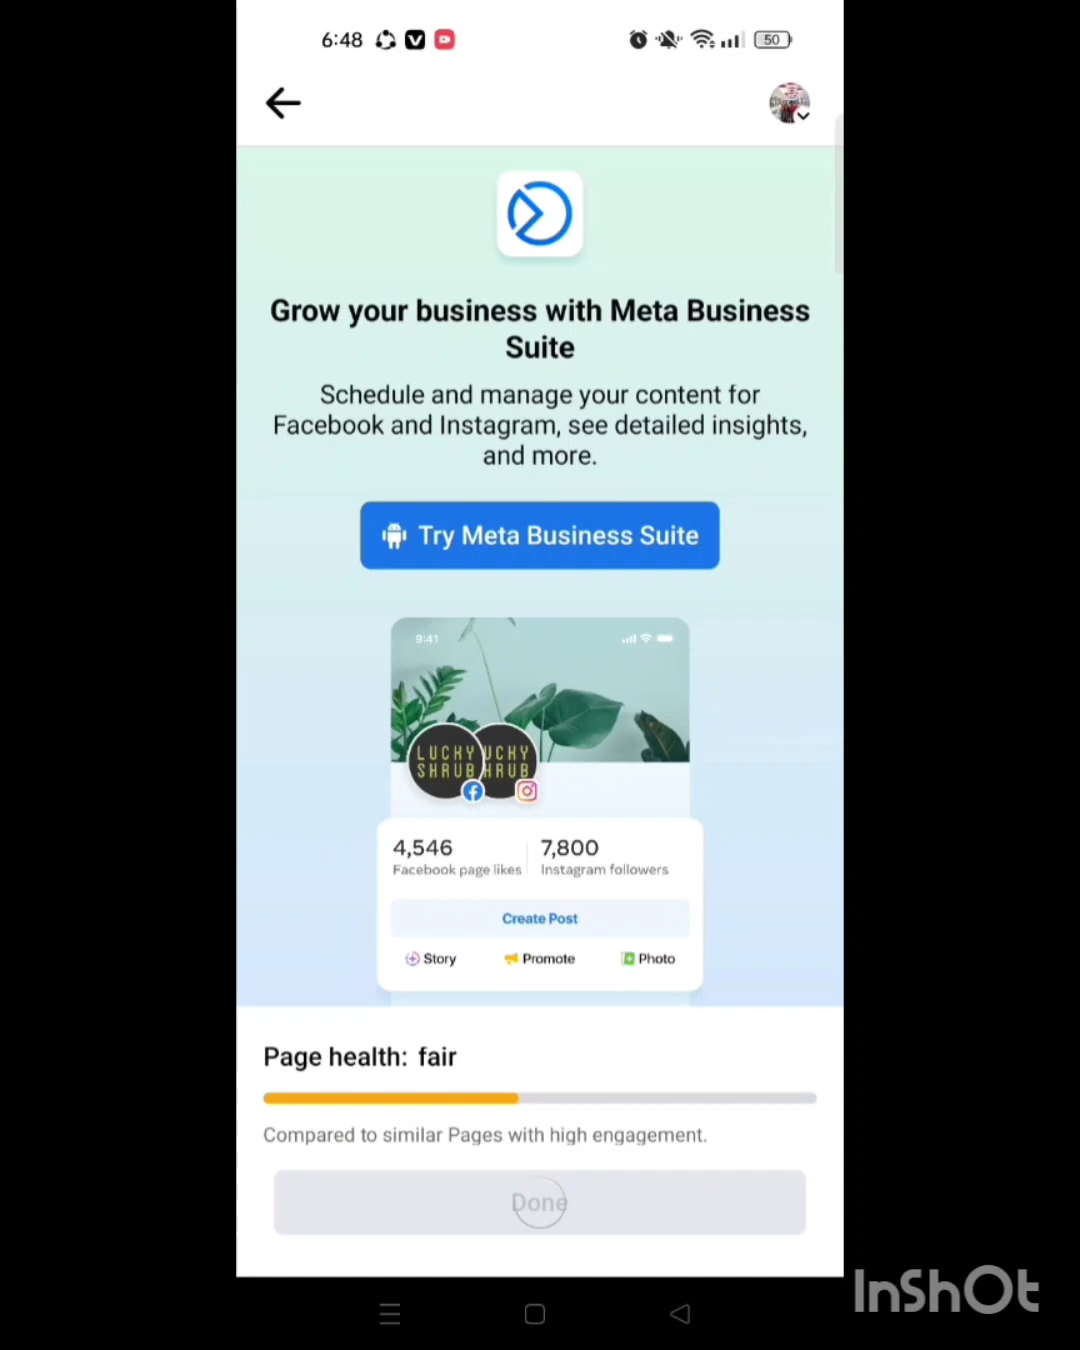 6:48
50
Grow your business with Meta Business
Suite
Schedule and manage your content for
Facebook and Instagram, see detailed insights,
and more.
Try Meta Business Suite
9:41
LUCKY
SHRUB
UCKY
HRUB
4,546
Facebook page likes
7,800
Instagram followers
Create Post
Story
Promote
Photo
Page health: fair
Compared to similar Pages with high engagement.
Done
InShOt